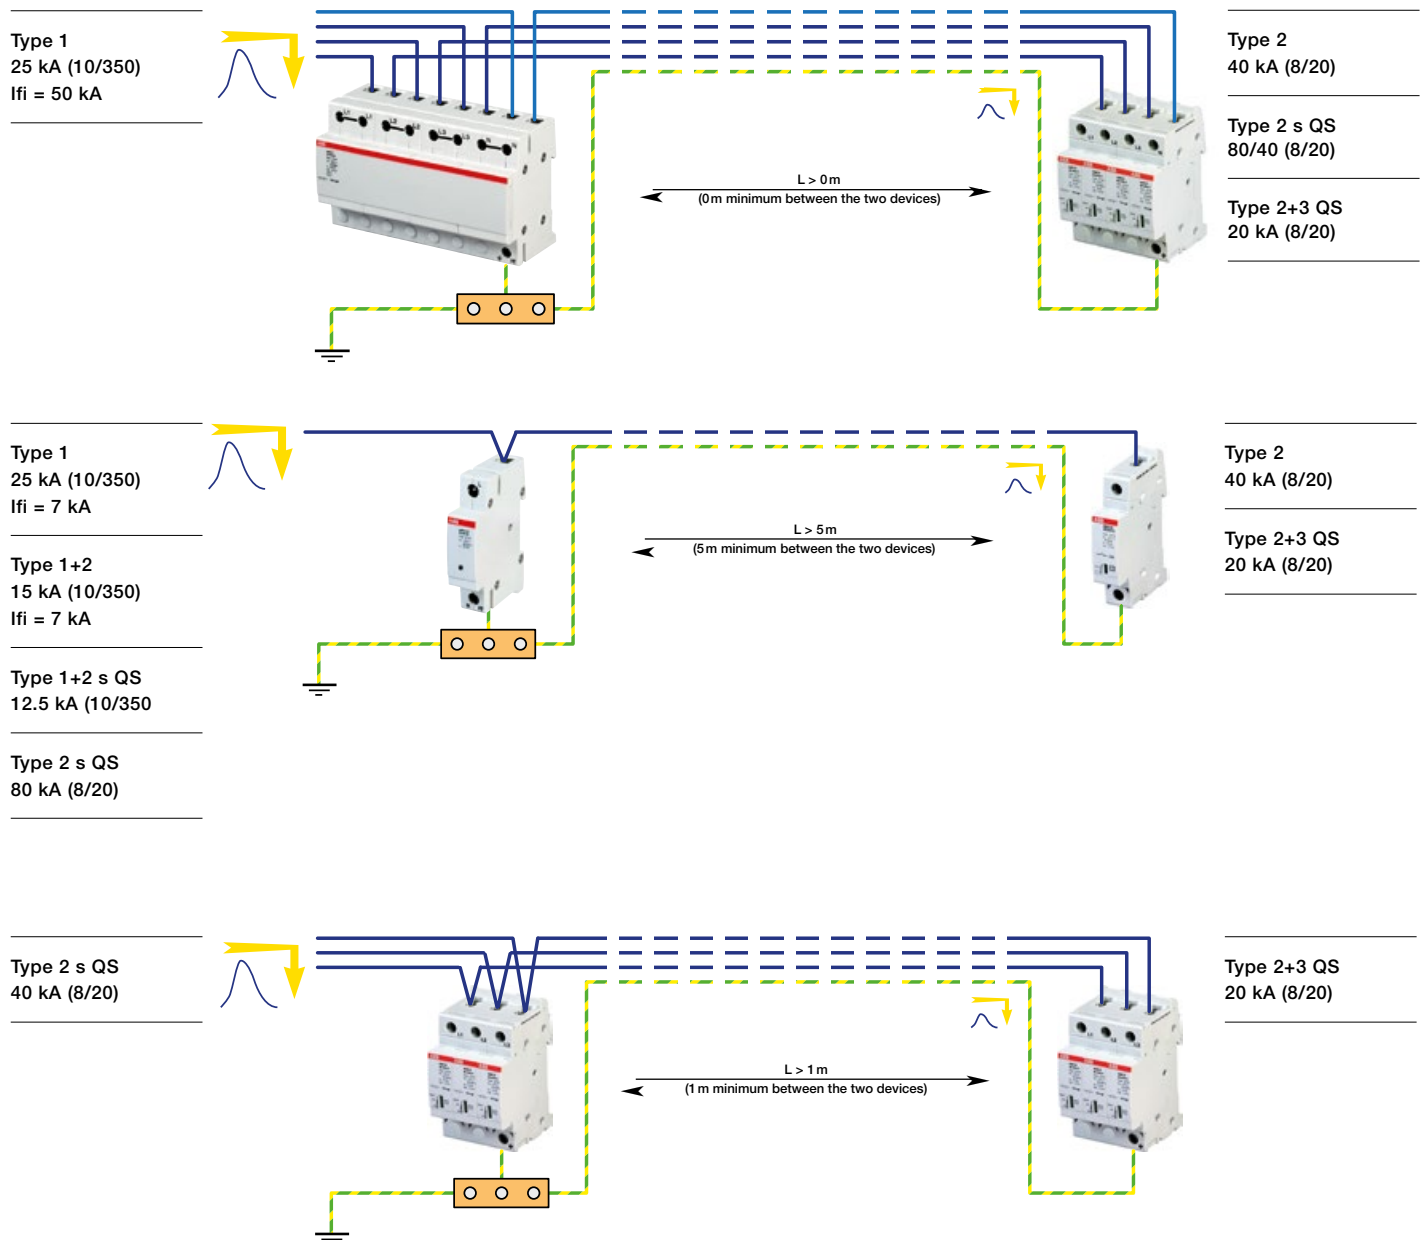 Type 1
25 kA (10/350)
Ifi = 50 kA
L > 0 m
(0 m minimum between the two devices)
Type 2
40 kA (8/20)
Type 2 s QS
80/40 (8/20)
Type 2+3 QS
20 kA (8/20)
Type 1
25 kA (10/350)
Ifi = 7 kA
Type 1+2
15 kA (10/350)
Ifi = 7 kA
Type 1+2 s QS
12.5 kA (10/350
Type 2 s QS
80 kA (8/20)
L > 5 m
(5 m minimum between the two devices)
Type 2
40 kA (8/20)
Type 2+3 QS
20 kA (8/20)
Type 2 s QS
40 kA (8/20)
L > 1 m
(1 m minimum between the two devices)
Type 2+3 QS
20 kA (8/20)